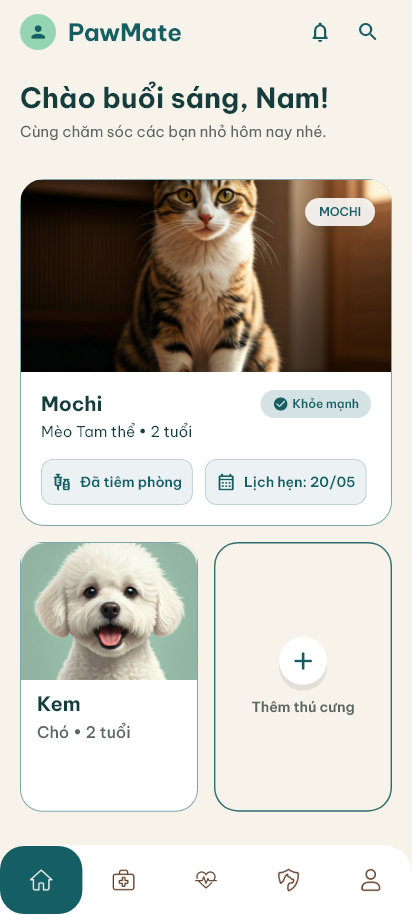 PawMate
Chào buổi sáng, Nam!
Cùng chăm sóc các bạn nhỏ hôm nay nhé.
MOCHI
Mochi
Khỏe mạnh
Mèo Tam thể • 2 tuổi
Đã tiêm phòng
Lịch hẹn: 20/05
Kem
Chó • 2 tuổi
Thêm thú cưng